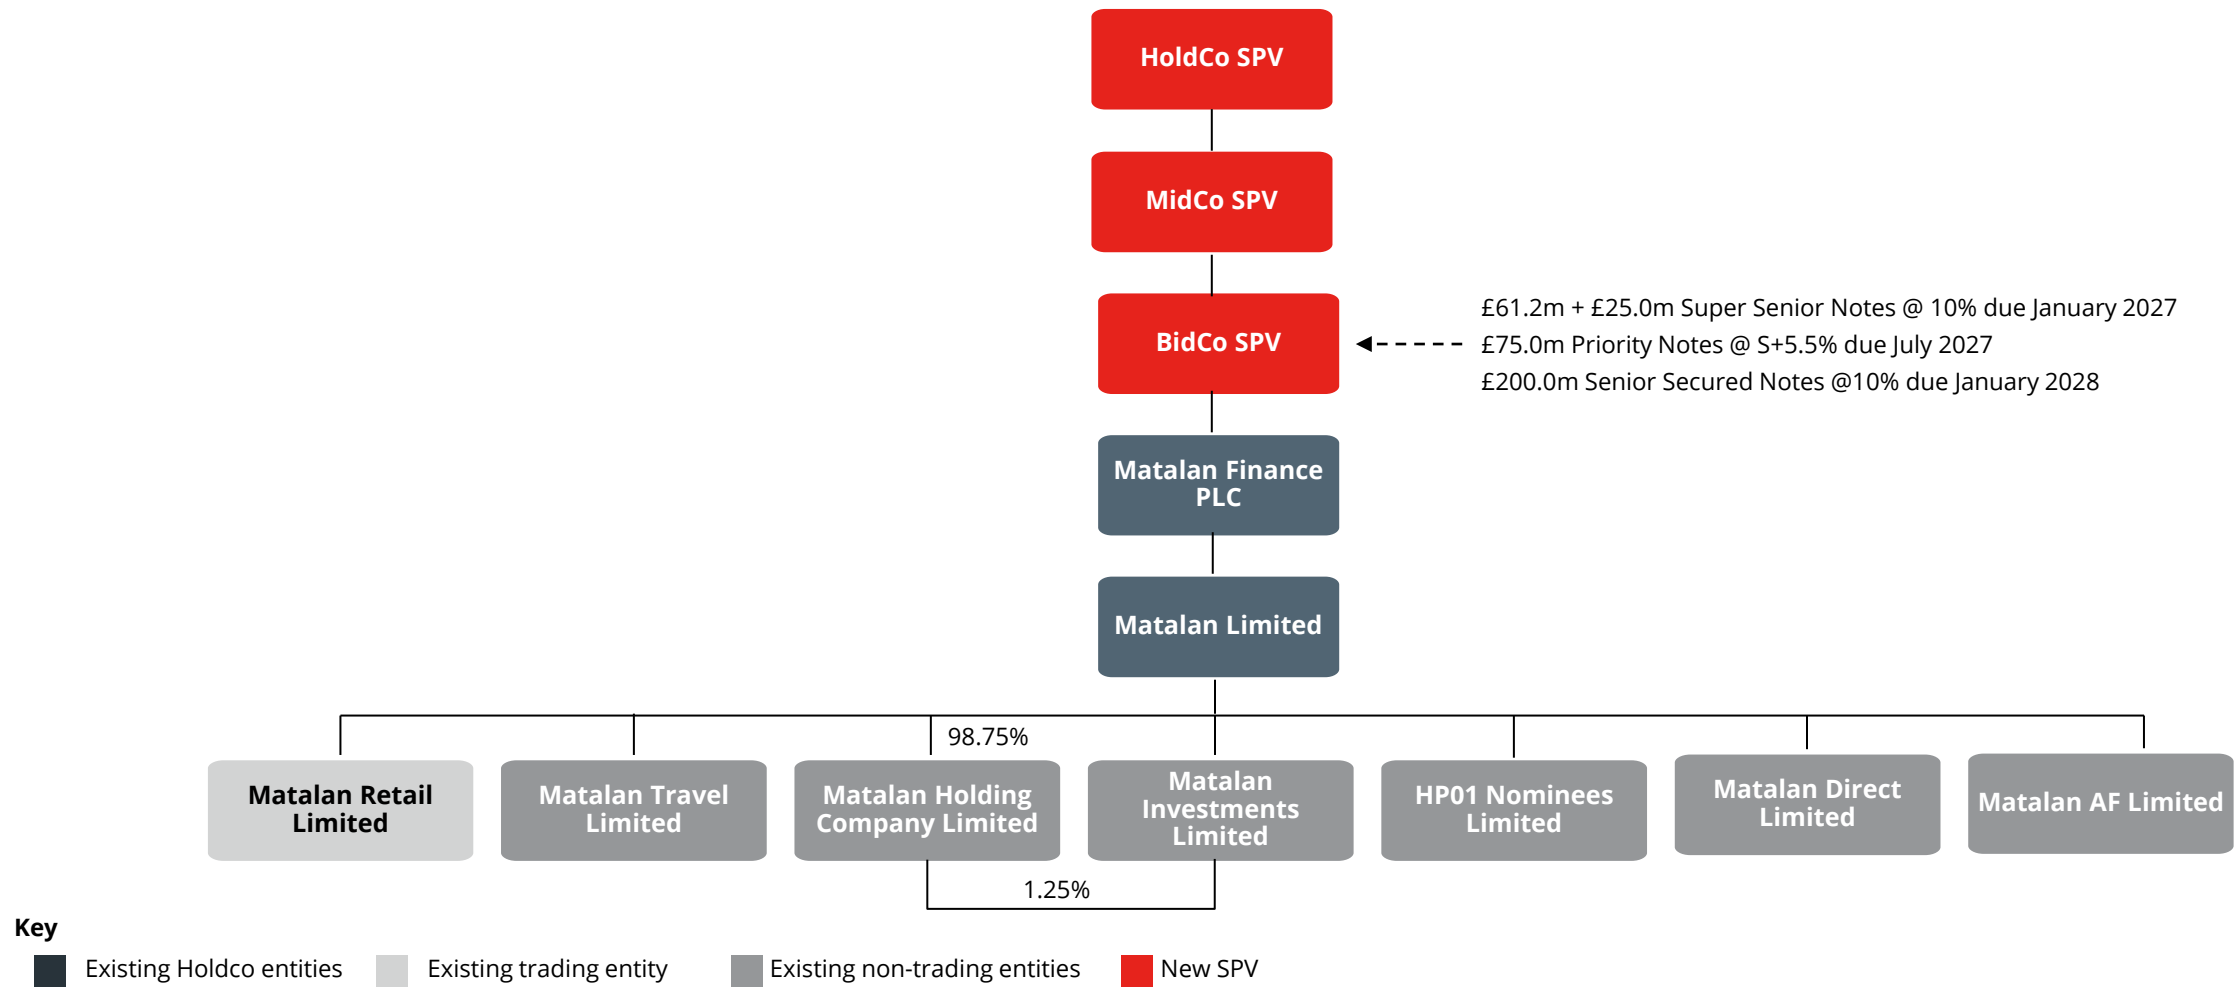 HoldCo SPV
MidCo SPV
BidCo SPV
£61.2m + £25.0m Super Senior Notes @ 10% due January 2027
£75.0m Priority Notes @ S+5.5% due July 2027
£200.0m Senior Secured Notes @10% due January 2028
Matalan Finance
PLC
Matalan Limited
98.75%
Matalan Retail
Limited
Matalan Travel
Limited
Matalan Holding
Company Limited
Matalan
Investments
Limited
HP01 Nominees
Limited
Matalan Direct
Limited
Matalan AF Limited
1.25%
Key
Existing Holdco entities
Existing trading entity
Existing non-trading entities
New SPV